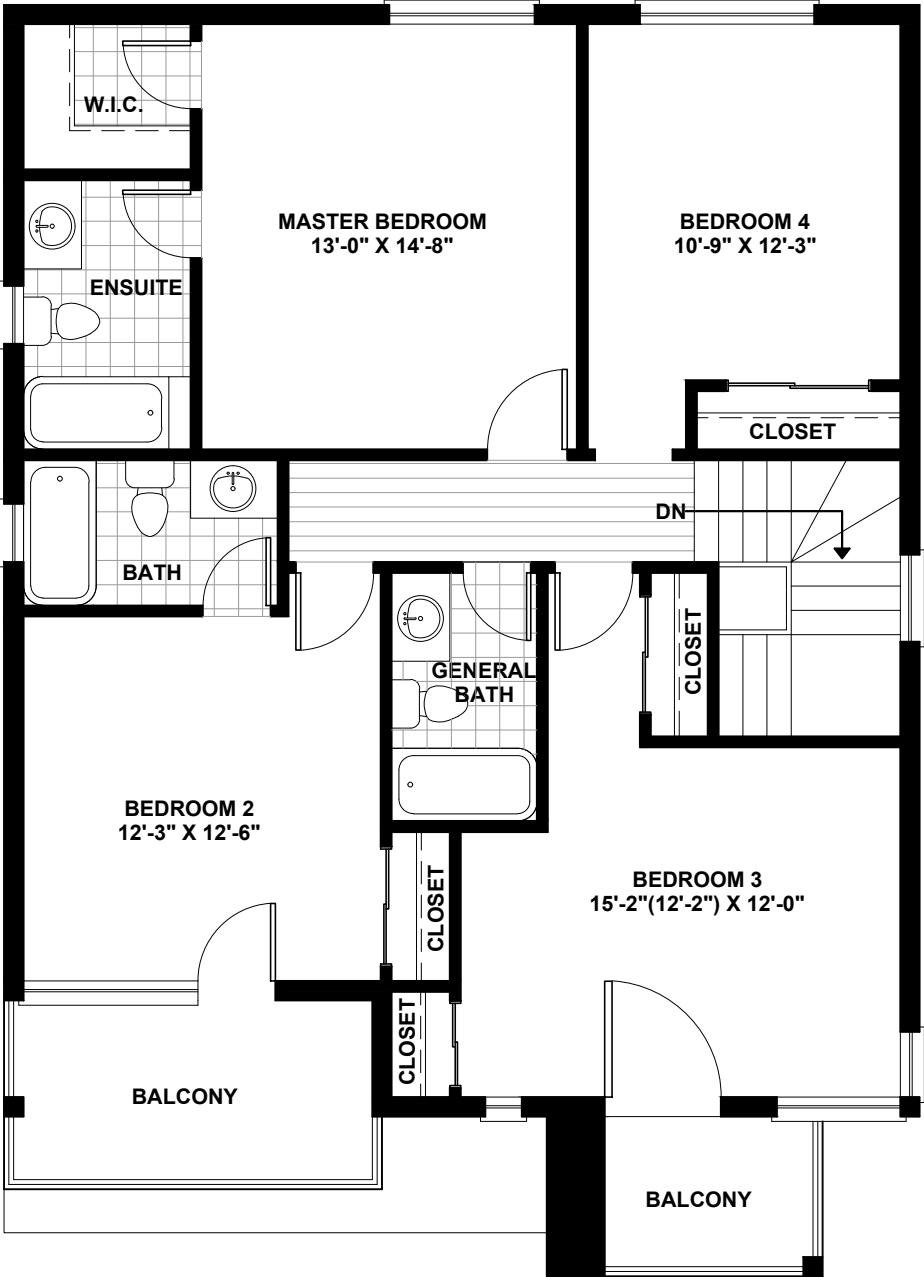 W.I.C.
MASTER BEDROOM
13'-0" X 14'-8"
BEDROOM 4
10'-9" X 12'-3"
ENSUITE
CLOSET
DN
BATH
CLOSET
GENERAL
BATH
BEDROOM 2
12'-3" X 12'-6"
BEDROOM 3
15'-2"(12'-2") X 12'-0"
CLOSET
CLOSET
BALCONY
BALCONY